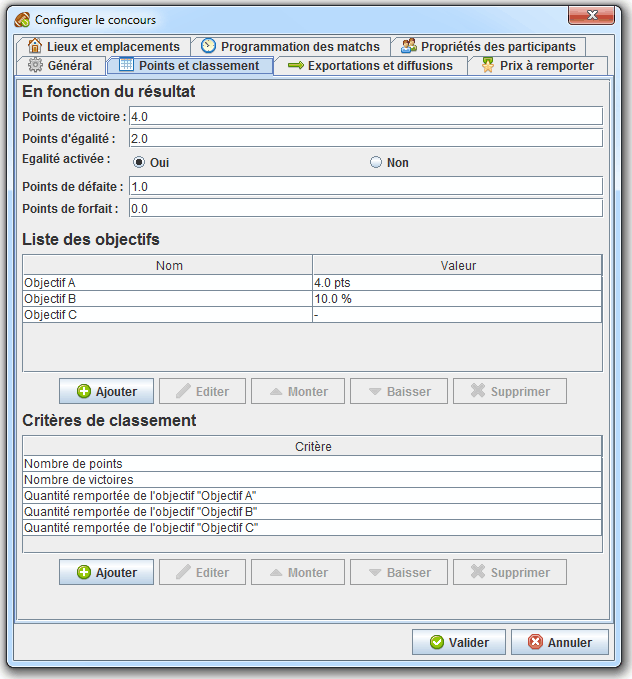 Configurer le concours
Lieux et emplacements Programmation des matchs Propriétés des participants
Général Points et classement Exportations et diffusions Prix à remporter
En fonction du résultat
Points de victoire : 4.0
Points d'égalité : 2.0
Egalité activée : Oui Non
Points de défaite : 1.0
Points de forfait : 0.0
Liste des objectifs
Nom Valeur
Objectif A 4.0 pts
Objectif B 10.0 %
Objectif C -
Ajouter Editer Monter Baisser Supprimer
Critères de classement
Critère
Nombre de points
Nombre de victoires
Quantité remportée de l'objectif "Objectif A"
Quantité remportée de l'objectif "Objectif B"
Quantité remportée de l'objectif "Objectif C"
Ajouter Editer Monter Baisser Supprimer
Valider Annuler